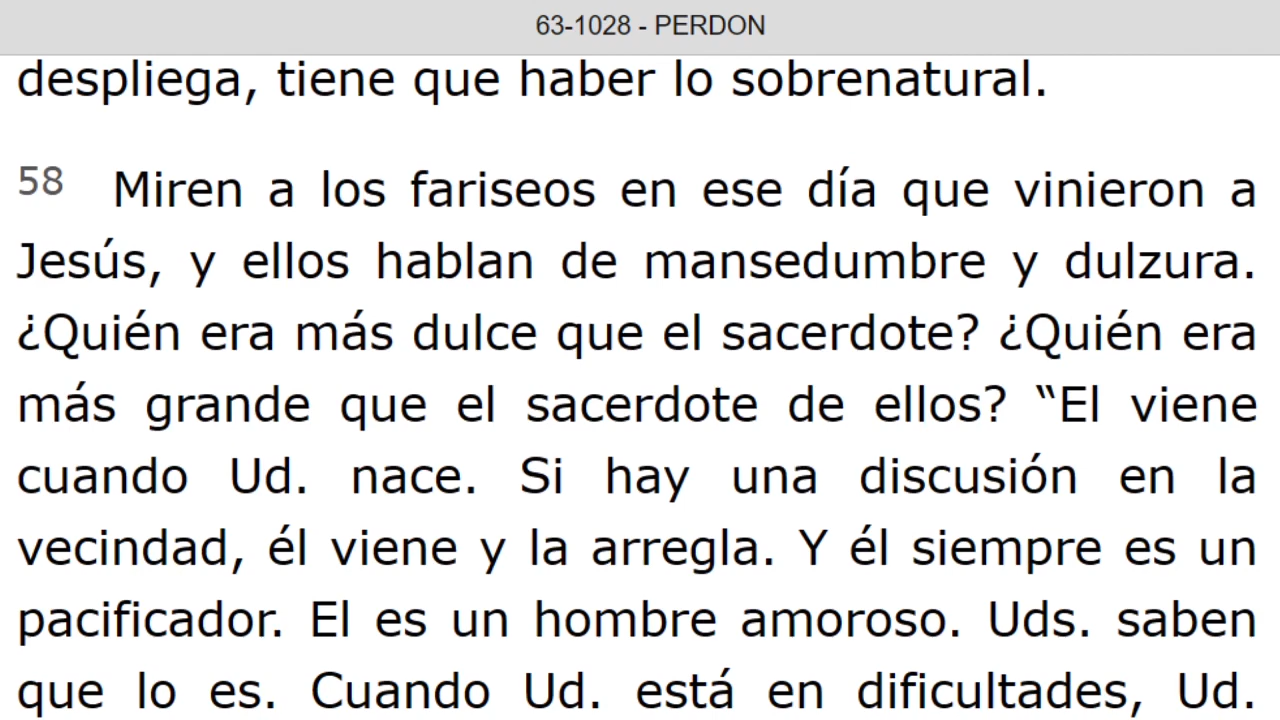 63-1028 - PERDON
despliega, tiene que haber lo sobrenatural.
58 Miren a los fariseos en ese día que vinieron a
Jesús, y ellos hablan de mansedumbre y dulzura.
¿Quién era más dulce que el sacerdote? ¿Quién era
más grande que el sacerdote de ellos? “El viene
cuando Ud. nace. Si hay una discusión en la
vecindad, él viene y la arregla. Y él siempre es un
pacificador. El es un hombre amoroso. Uds. saben
que lo es. Cuando Ud. está en dificultades, Ud.